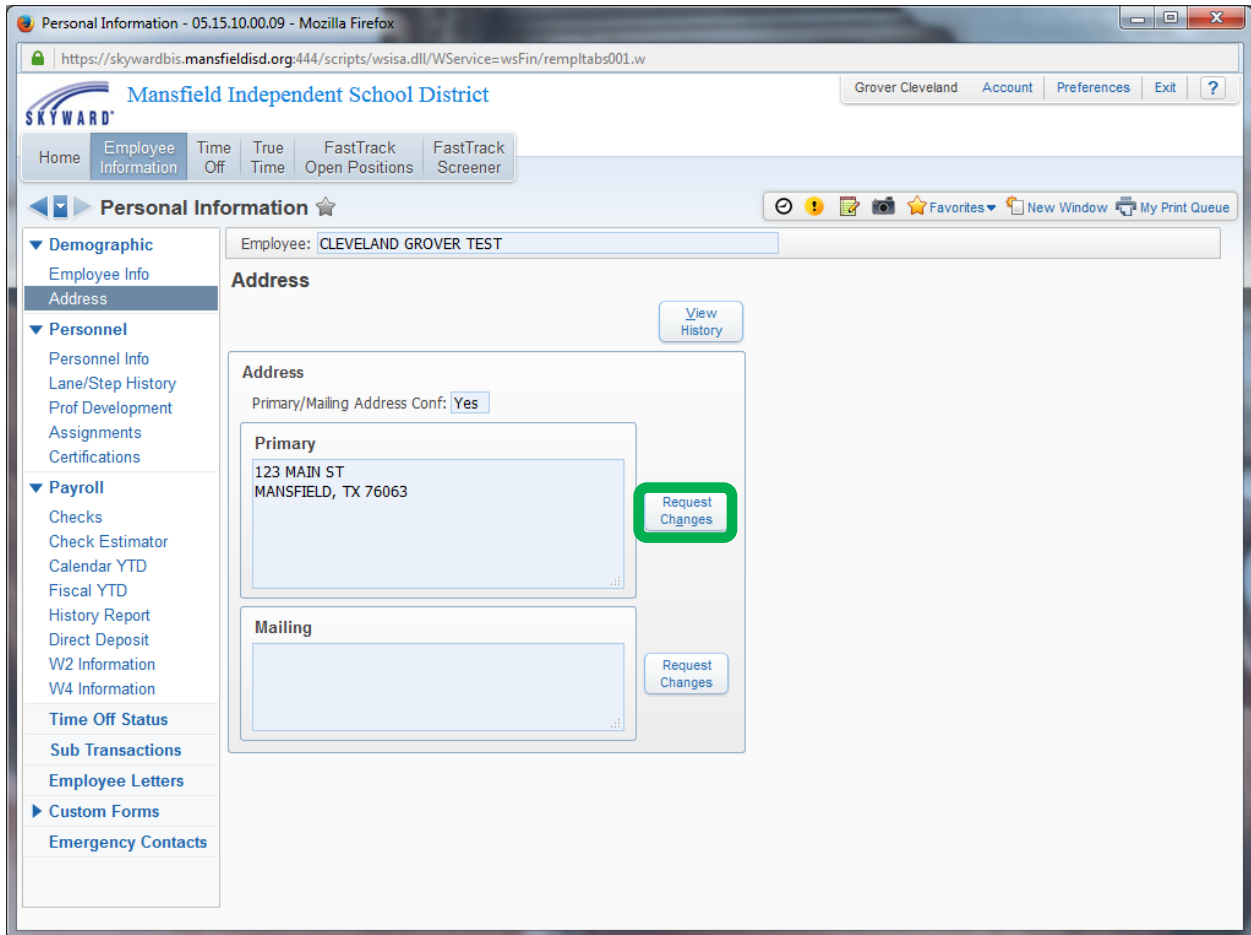 Personal Information - 05.15.10.00.09 - Mozilla Firefox
https://skywardbis.mansfieldisd.org:444/scripts/wsisa.dll/WService=wsFin/rempltabs001.w
SKYWARD
Mansfield Independent School District
Grover Cleveland Account Preferences Exit ?
Home
Employee Information
Time Off
True Time
FastTrack Open Positions
FastTrack Screener
Personal Information
Favorites New Window My Print Queue
Demographic
Employee Info
Address
Personnel
Personnel Info
Lane/Step History
Prof Development
Assignments
Certifications
Payroll
Checks
Check Estimator
Calendar YTD
Fiscal YTD
History Report
Direct Deposit
W2 Information
W4 Information
Time Off Status
Sub Transactions
Employee Letters
Custom Forms
Emergency Contacts
Employee: CLEVELAND GROVER TEST
Address
View
History
Address
Primary/Mailing Address Conf: Yes
Primary
123 MAIN ST
MANSFIELD, TX 76063
Request
Changes
Mailing
Request
Changes